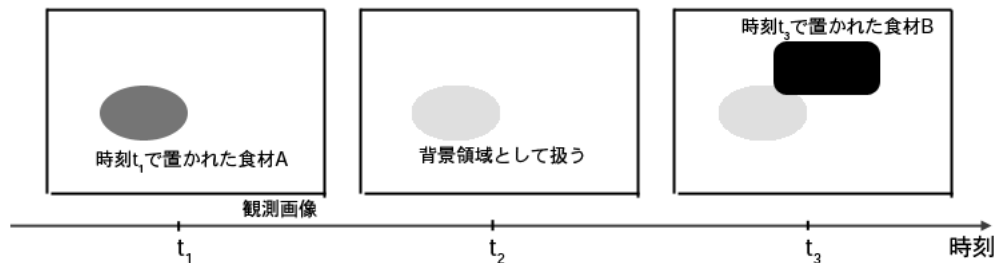 時刻t₁で置かれた食材A
背景領域として扱う
時刻t₃で置かれた食材B
観測画像
t₁
t₂
t₃
時刻